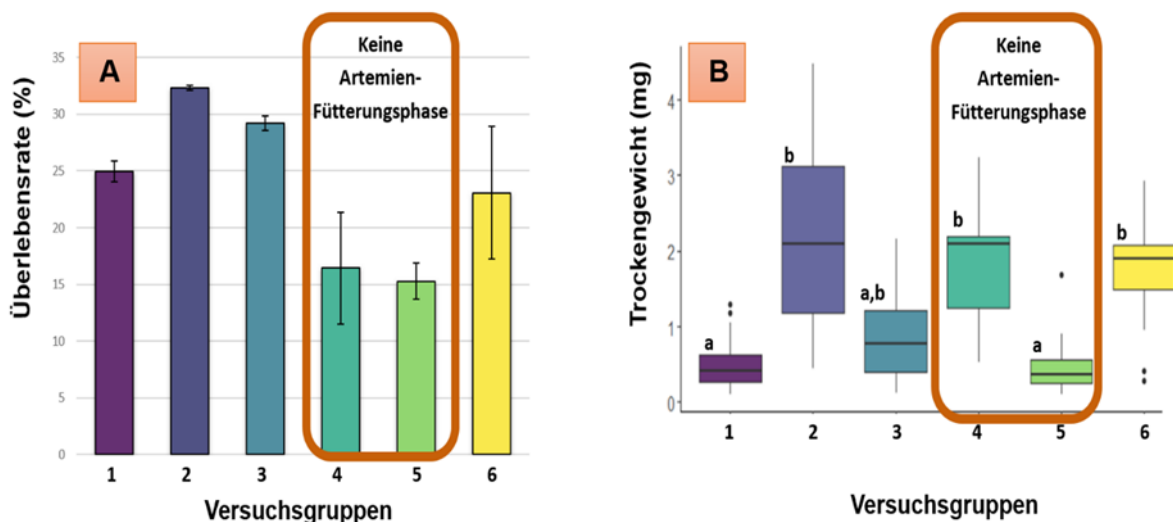 A
Keine
Artemien-
Fütterungsphase
Überlebensrate (%)
35
30
25
20
15
10
5
0
1 2 3 4 5 6
Versuchsgruppen
B
Keine
Artemien-
Fütterungsphase
Trockengewicht (mg)
4
3
2
1
0
a
b
a,b
b
a
b
1 2 3 4 5 6
Versuchsgruppen